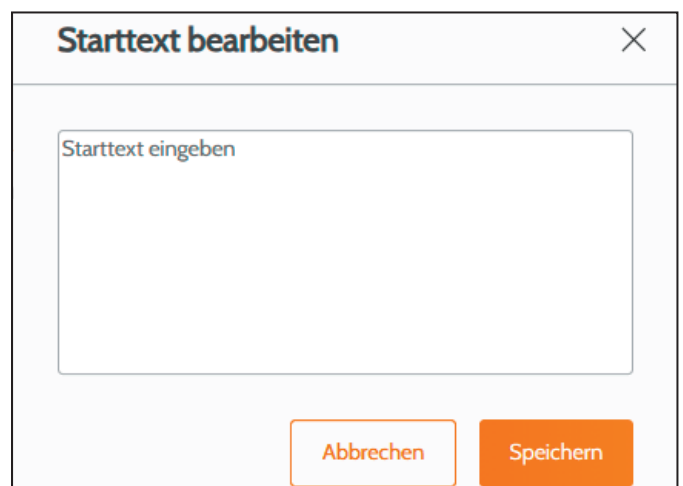 Starttext bearbeiten
Starttext eingeben
Abbrechen
Speichern